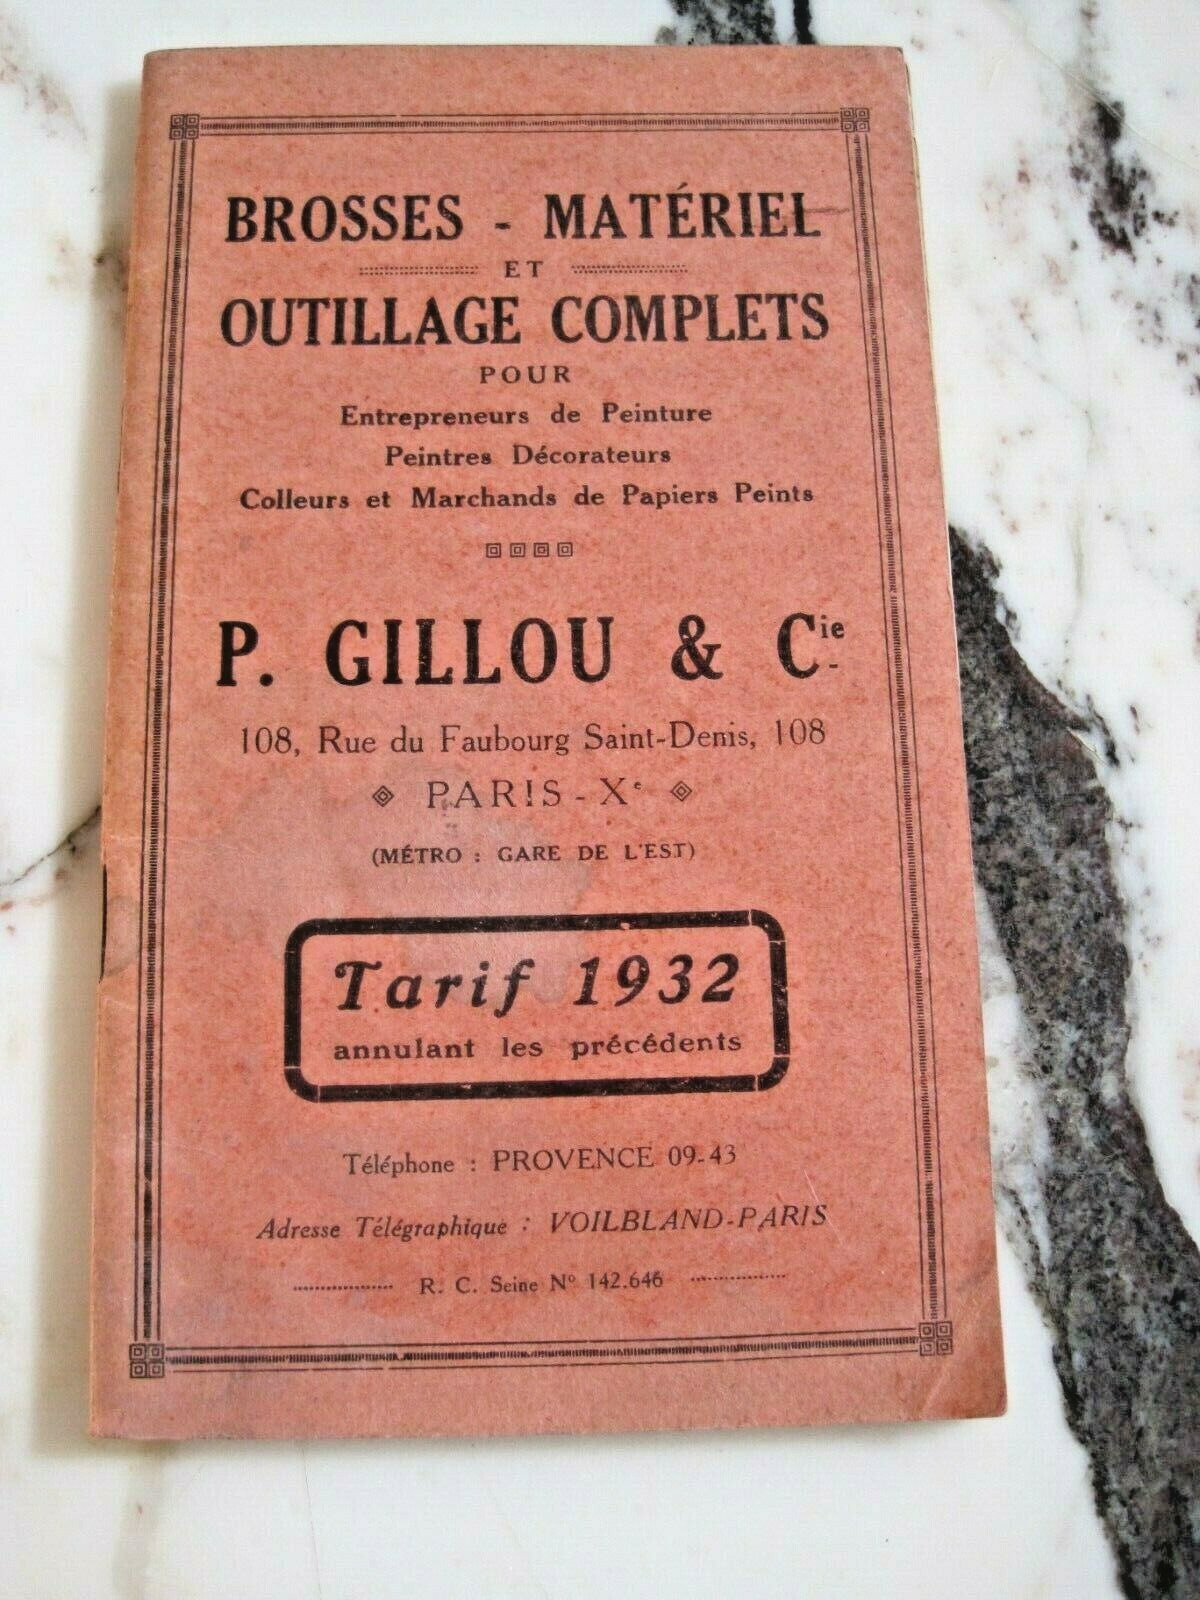 BROSSES - MATÉRIEL
ET
OUTILLAGE COMPLETS
POUR
Entrepreneurs de Peinture
Peintres Décorateurs
Colleurs et Marchands de Papiers Peints
P. GILLOU & Cie
108, Rue du Faubourg Saint-Denis, 108
PARIS - Xe
(MÉTRO : GARE DE L'EST)
Tarif 1932
annulant les précédents
Téléphone : PROVENCE 09-43
Adresse Télégraphique : VOILBLAND-PARIS
R. C. Seine No 142.646